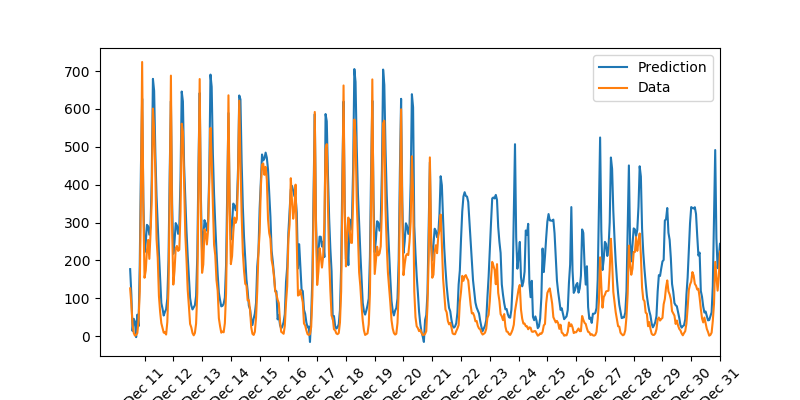 Prediction
Data
700
600
500
400
300
200
100
0
Dec 11
Dec 12
Dec 13
Dec 14
Dec 15
Dec 16
Dec 17
Dec 18
Dec 19
Dec 20
Dec 21
Dec 22
Dec 23
Dec 24
Dec 25
Dec 26
Dec 27
Dec 28
Dec 29
Dec 30
Dec 31